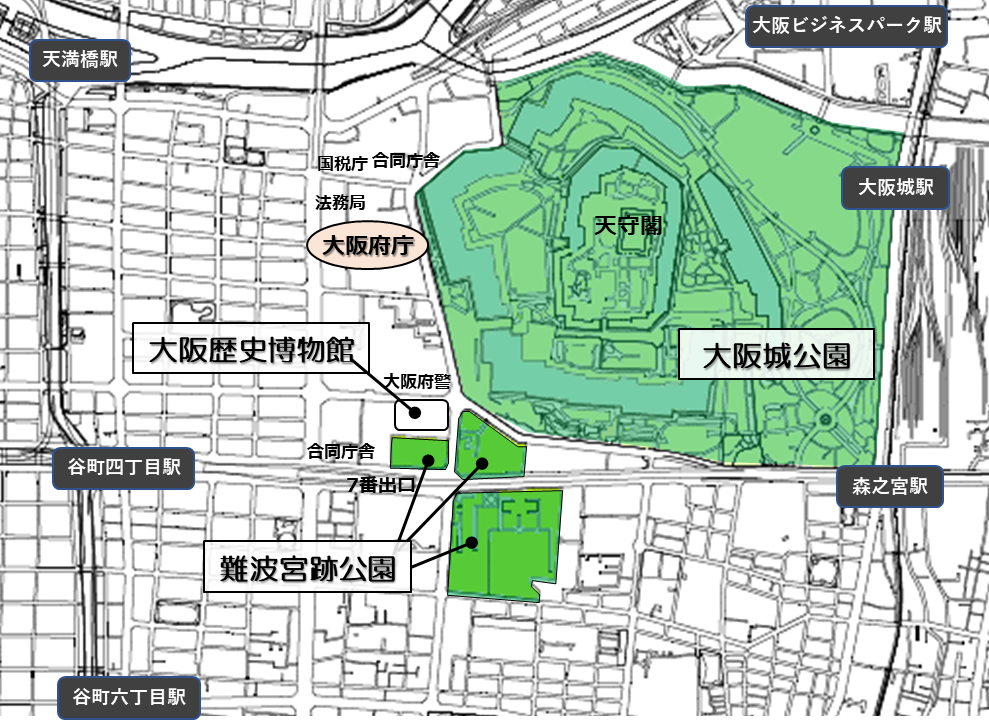 大阪ビジネスパーク駅
天満橋駅
国税庁 合同庁舎
大阪城駅
法務局
天守閣
大阪府庁
大阪歴史博物館
大阪城公園
大阪府警
合同庁舎
谷町四丁目駅
7番出口
森之宮駅
難波宮跡公園
谷町六丁目駅